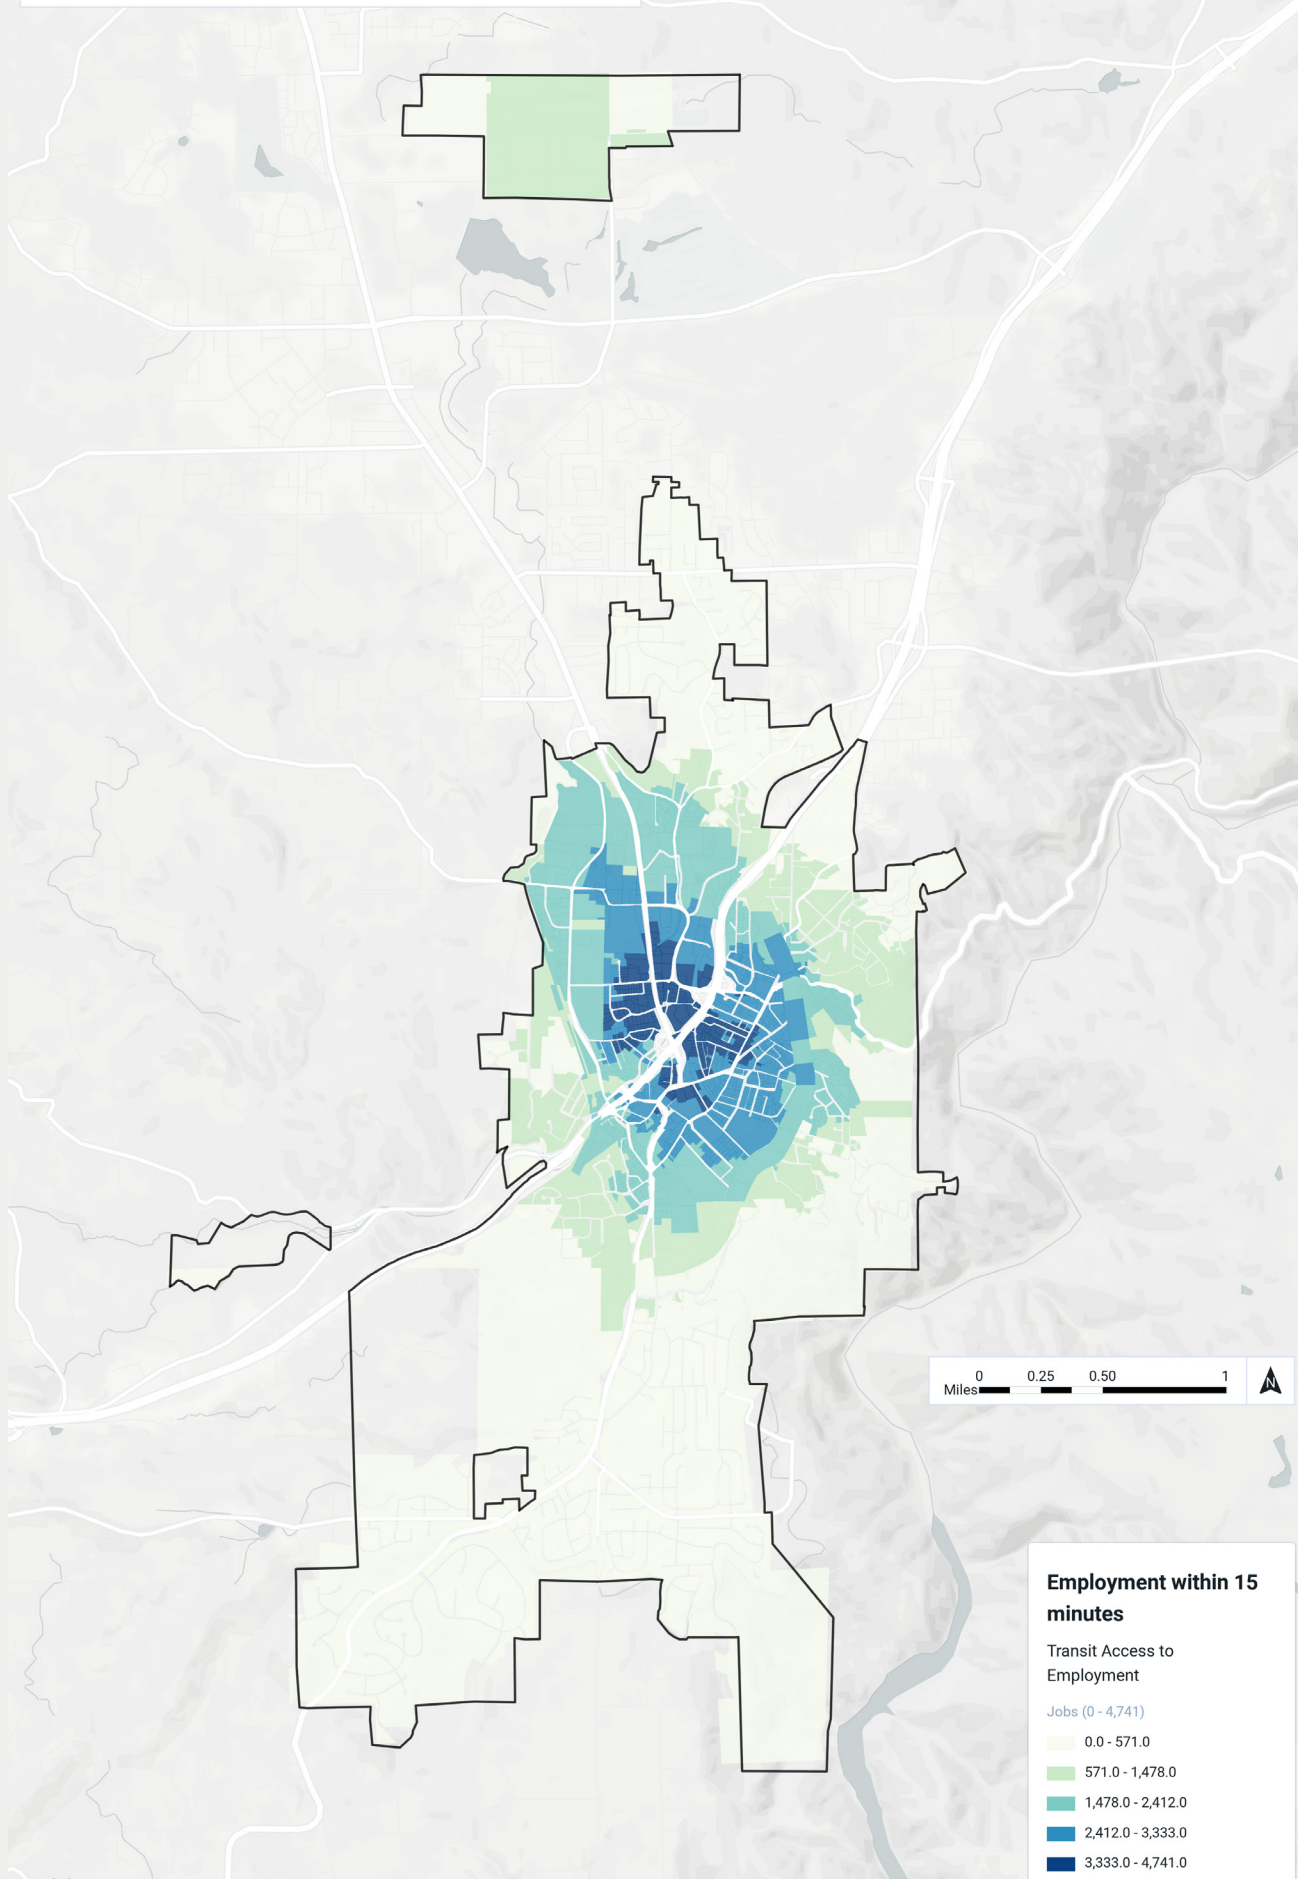 0 0.25 0.50 1
Miles
N
Employment within 15
minutes
Transit Access to
Employment
Jobs (0 - 4,741)
0.0 - 571.0
571.0 - 1,478.0
1,478.0 - 2,412.0
2,412.0 - 3,333.0
3,333.0 - 4,741.0